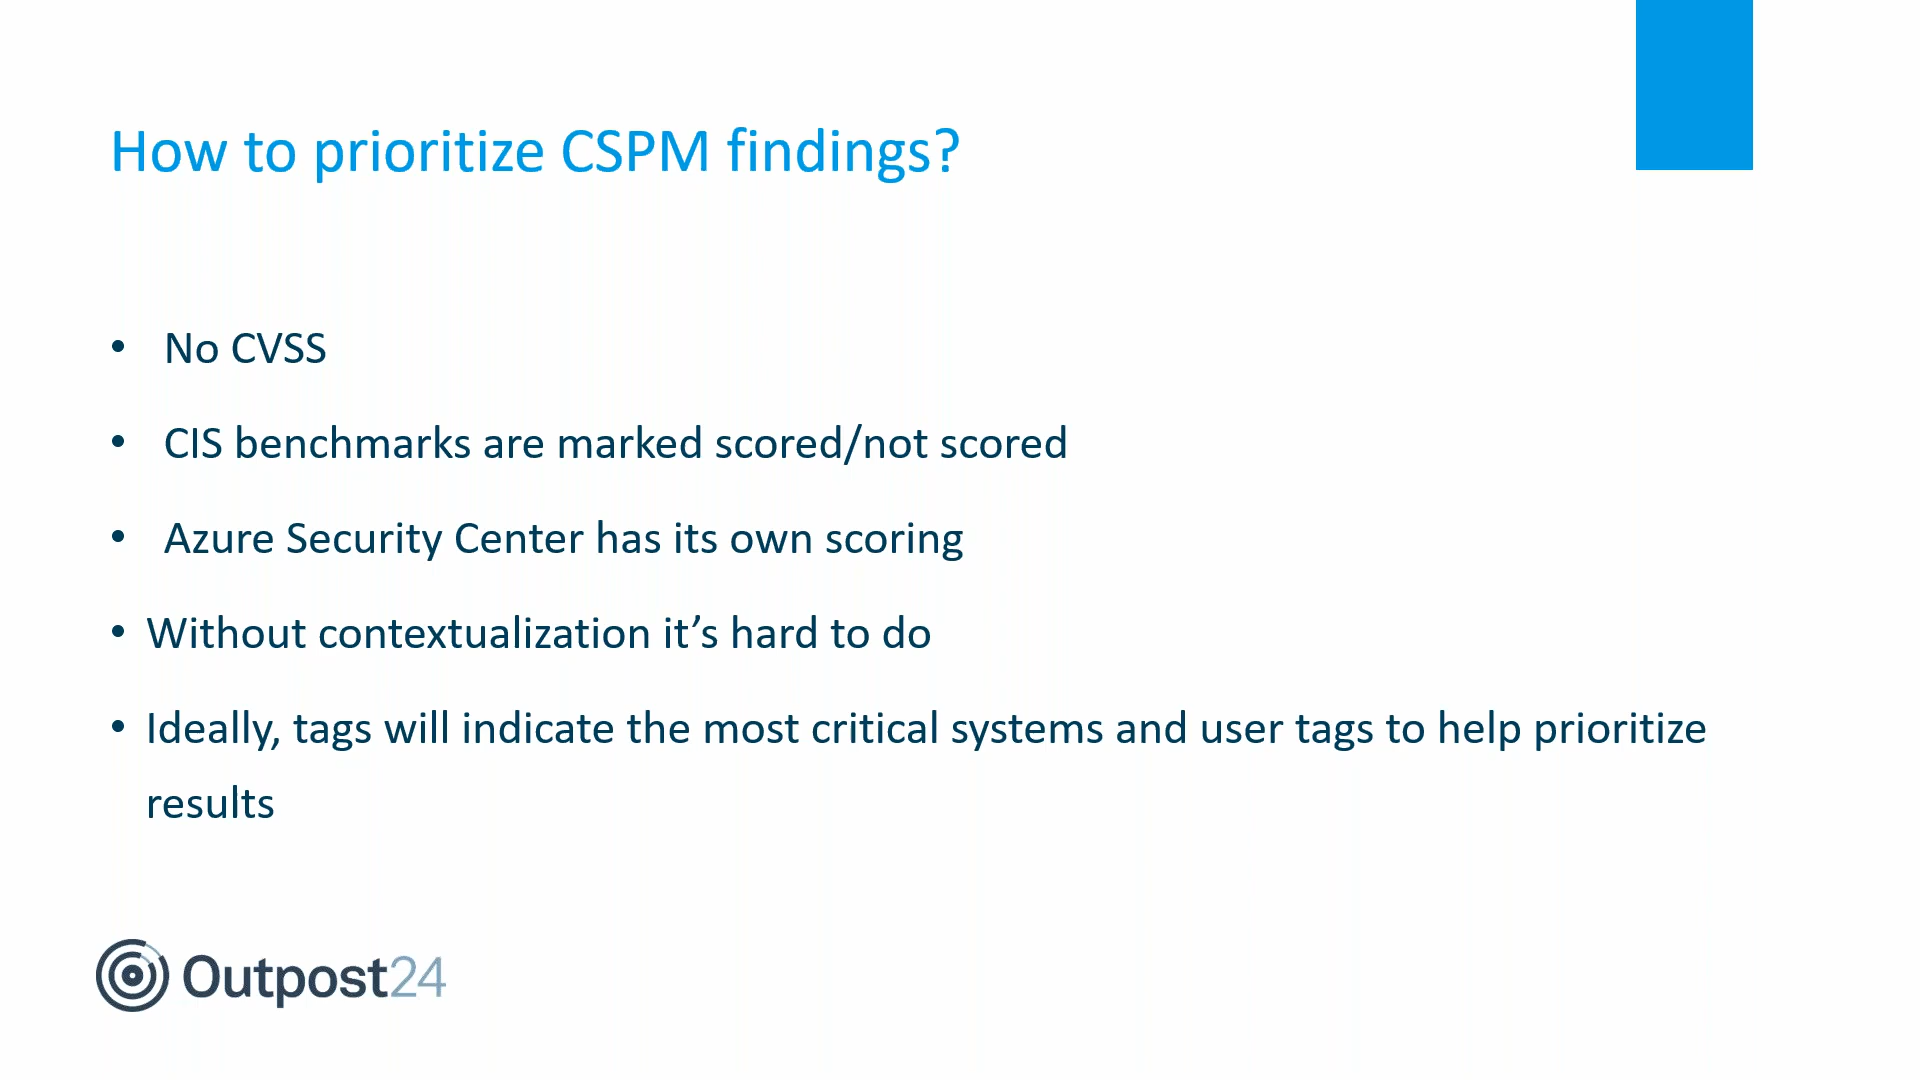 How to prioritize CSPM findings?
• No CVSS
• CIS benchmarks are marked scored/not scored
• Azure Security Center has its own scoring
• Without contextualization it’s hard to do
• Ideally, tags will indicate the most critical systems and user tags to help prioritize
results
Outpost24